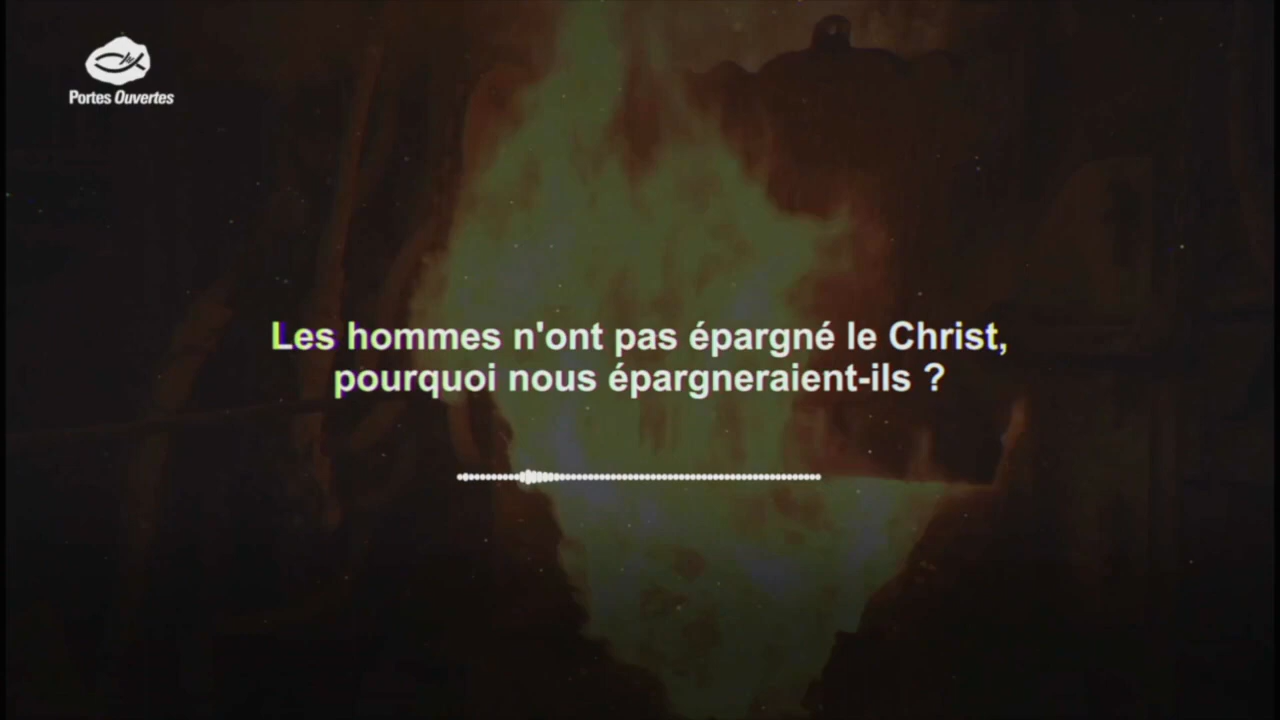 Portes Ouvertes
Les hommes n'ont pas épargné le Christ,
pourquoi nous épargneraient-ils ?